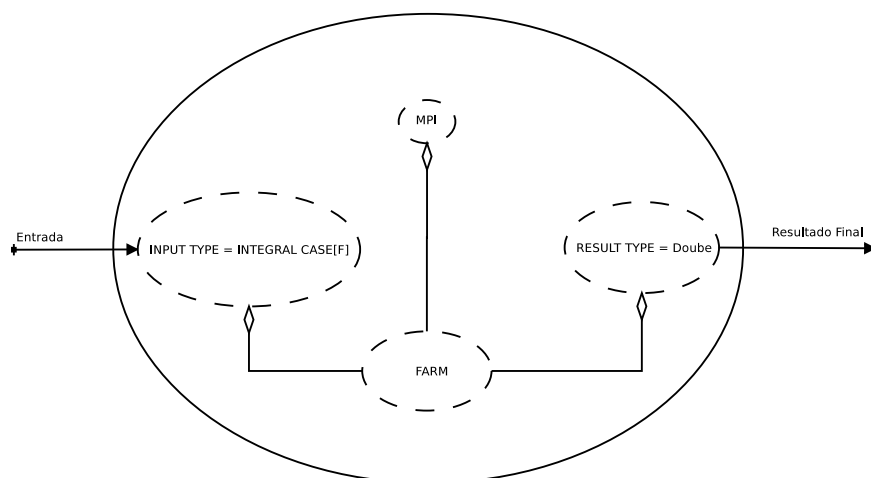 MPI
Entrada
INPUT TYPE = INTEGRAL CASE[F]
RESULT TYPE = Doube
Resultado Final
FARM